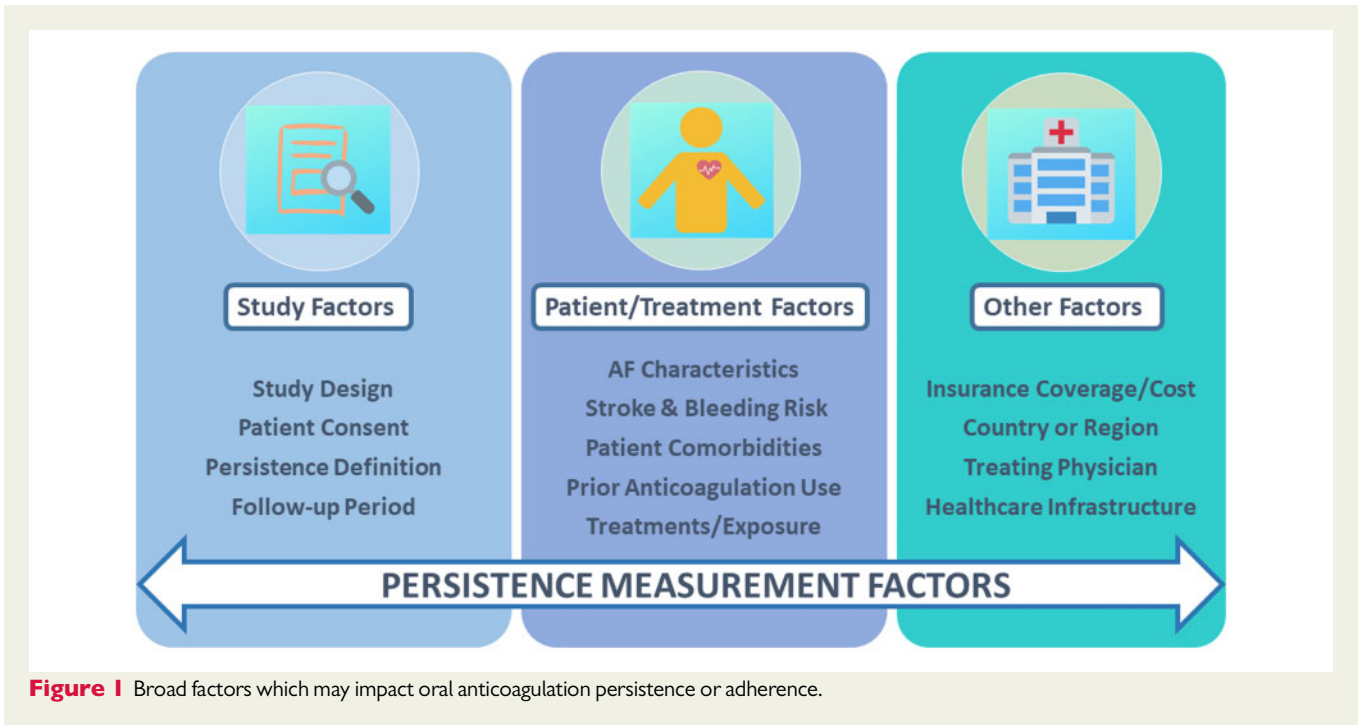 Study Factors
Study Design
Patient Consent
Persistence Definition
Follow-up Period
Patient/Treatment Factors
AF Characteristics
Stroke & Bleeding Risk
Patient Comorbidities
Prior Anticoagulation Use
Treatments/Exposure
Other Factors
Insurance Coverage/Cost
Country or Region
Treating Physician
Healthcare Infrastructure
PERSISTENCE MEASUREMENT FACTORS
Figure 1 Broad factors which may impact oral anticoagulation persistence or adherence.